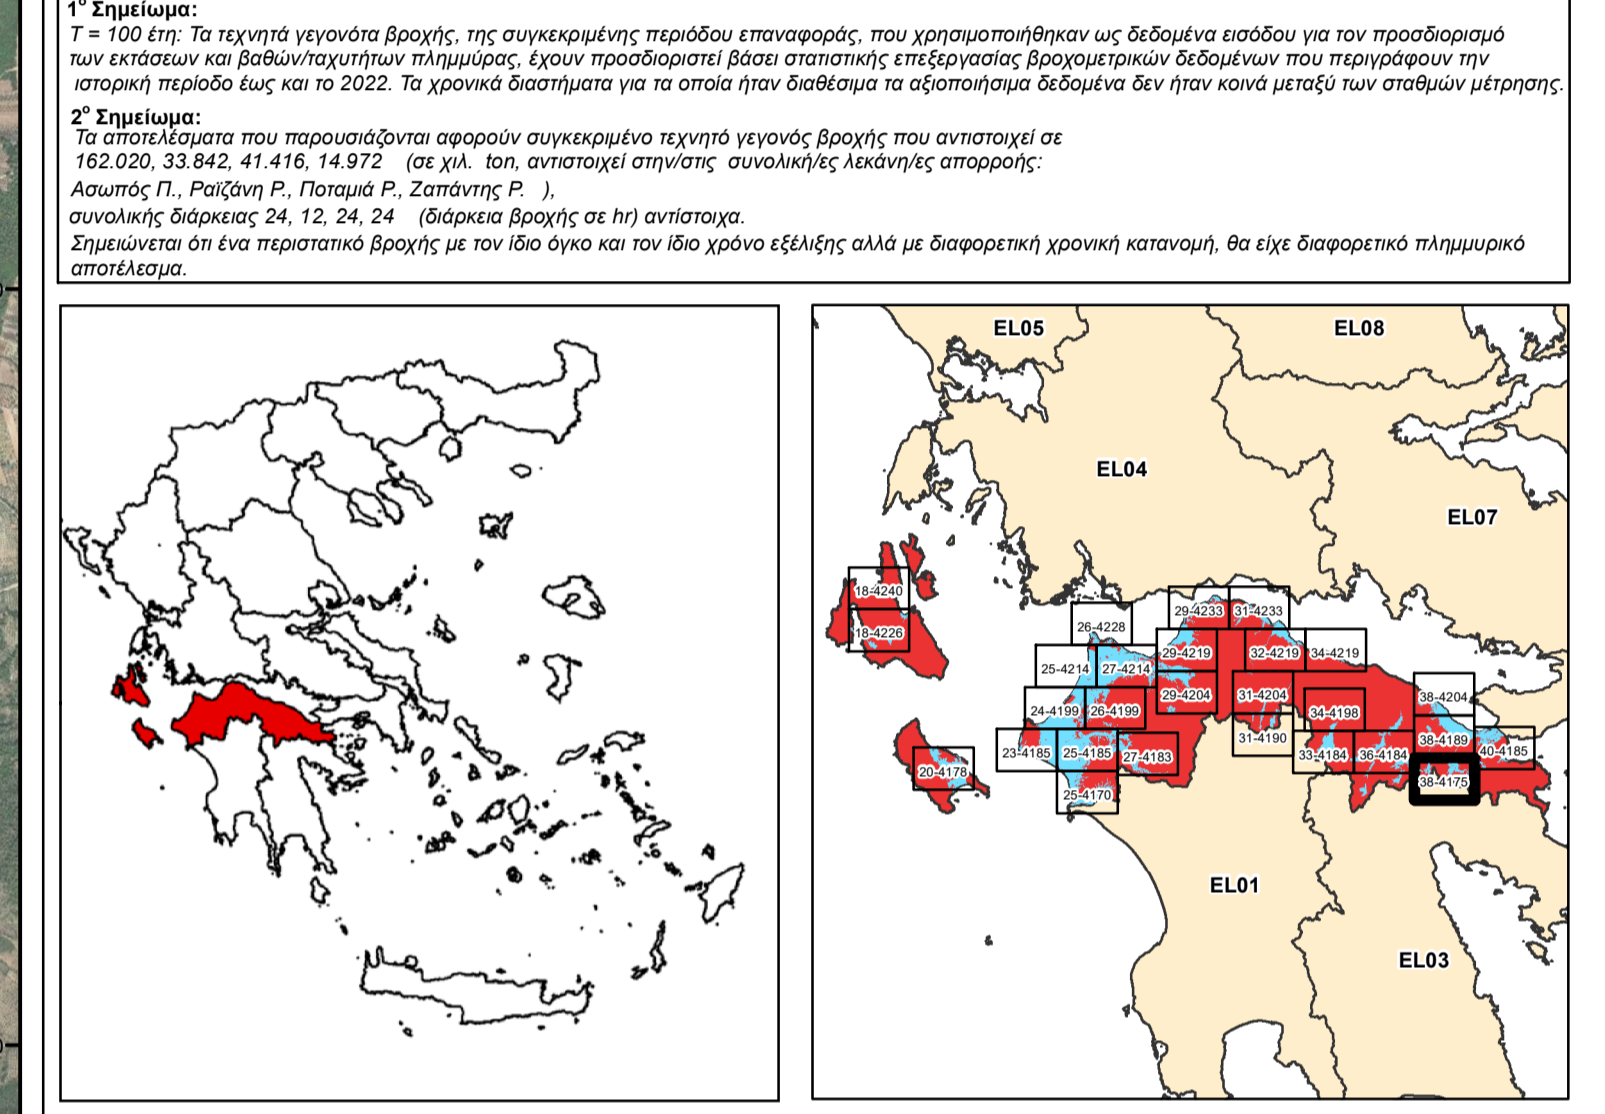 1ο Σημείωμα:
T = 100 έτη: Τα τεχνητά γεγονότα βροχής, της συγκεκριμένης περιόδου επαναφοράς, που χρησιμοποιήθηκαν ως δεδομένα εισόδου για τον προσδιορισμό
των εκτάσεων και βαθών/ταχυτήτων πλημμύρας, έχουν προσδιοριστεί βάσει στατιστικής επεξεργασίας βροχομετρικών δεδομένων που περιγράφουν την
ιστορική περίοδο έως και το 2022. Τα χρονικά διαστήματα για τα οποία ήταν διαθέσιμα τα αξιοποιήσιμα δεδομένα δεν ήταν κοινά μεταξύ των σταθμών μέτρησης.
2ο Σημείωμα:
Τα αποτελέσματα που παρουσιάζονται αφορούν συγκεκριμένο τεχνητό γεγονός βροχής που αντιστοιχεί σε
162.020, 33.842, 41.416, 14.972 (σε χιλ. ton, αντιστοιχεί στην/στις συνολική/ες λεκάνη/ες απορροής:
Ασωπός Π., Ραϊζάνη Ρ., Ποταμιά Ρ., Ζαπάντης Ρ. ),
συνολικής διάρκειας 24, 12, 24, 24 (διάρκεια βροχής σε hr) αντίστοιχα.
Σημειώνεται ότι ένα περιστατικό βροχής με τον ίδιο όγκο και τον ίδιο χρόνο εξέλιξης αλλά με διαφορετική χρονική κατανομή, θα είχε διαφορετικό πλημμυρικό
αποτέλεσμα.
EL05
EL08
EL04
EL07
18-4240
18-4226
29-4233
31-4233
26-4228
29-4219
32-4219
34-4219
25-4214
27-4214
29-4204
31-4204
38-4204
24-4199
26-4199
34-4198
31-4190
38-4189
23-4185
25-4185
27-4183
33-4184
36-4184
40-4185
20-4178
38-4175
25-4170
EL01
EL03